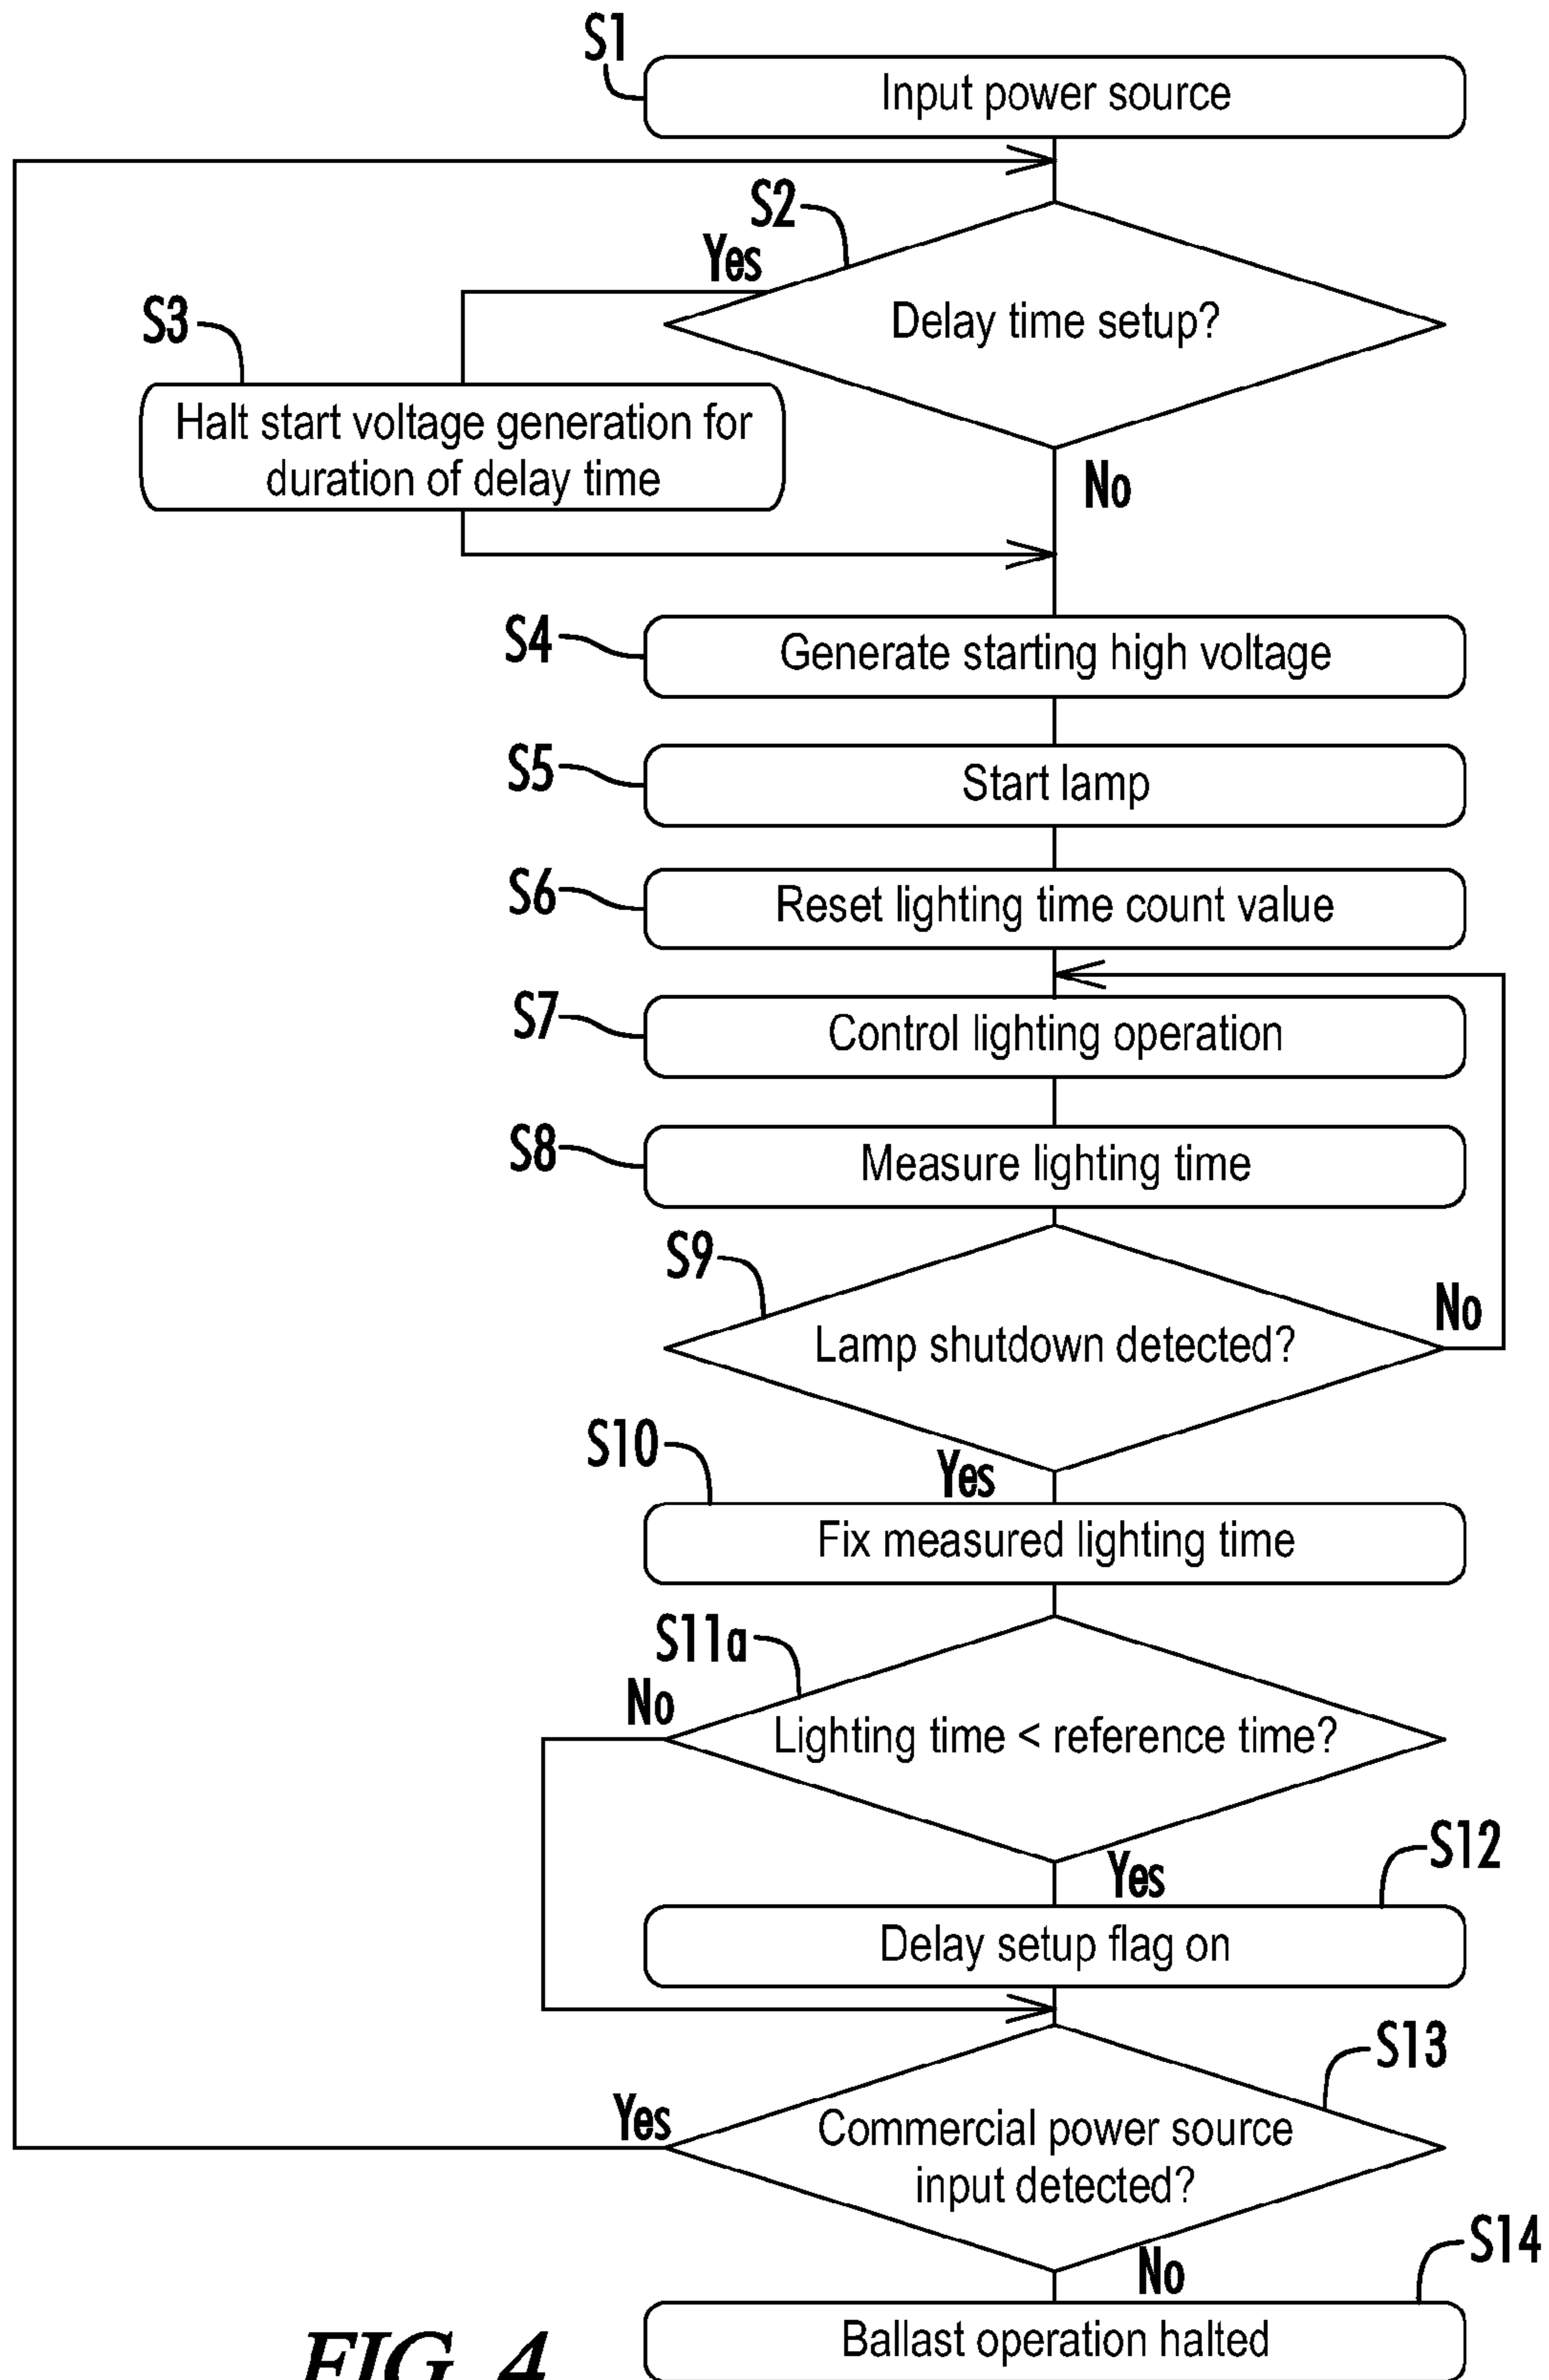 S1
Input power source
S2
Yes
Delay time setup?
S3
Halt start voltage generation for
duration of delay time
No
S4
Generate starting high voltage
S5
Start lamp
S6
Reset lighting time count value
S7
Control lighting operation
S8
Measure lighting time
S9
Lamp shutdown detected?
No
S10
Yes
Fix measured lighting time
S11a
No
Lighting time < reference time?
S12
Yes
Delay setup flag on
S13
Yes
Commercial power source
input detected?
S14
No
Ballast operation halted
FIG. 4